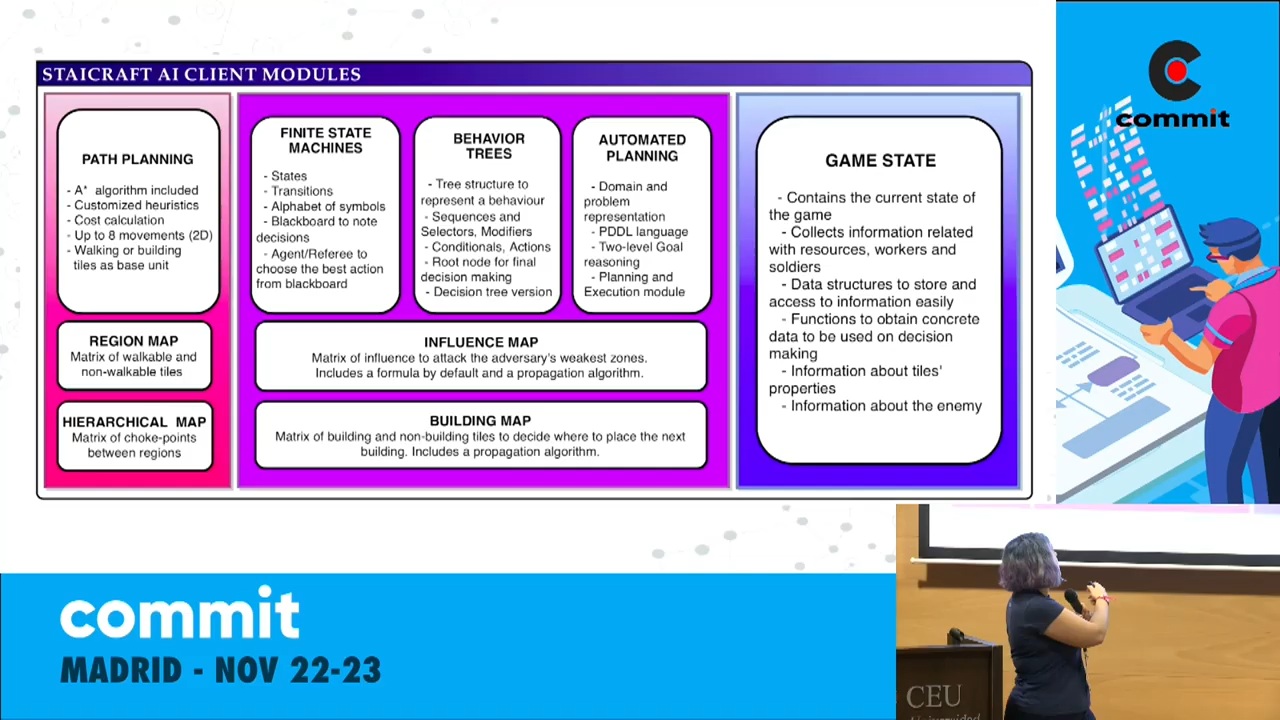 STAICRAFT AI CLIENT MODULES
PATH PLANNING
- A* algorithm included
- Customized heuristics
- Cost calculation
- Up to 8 movements (2D)
- Walking or building
tiles as base unit
REGION MAP
Matrix of walkable and
non-walkable tiles
HIERARCHICAL MAP
Matrix of choke-points
between regions
FINITE STATE
MACHINES
- States
- Transitions
- Alphabet of symbols
- Blackboard to note
decisions
- Agent/Referee to
choose the best action
from blackboard
BEHAVIOR
TREES
- Tree structure to
represent a behaviour
- Sequences and
Selectors, Modifiers
- Conditionals, Actions
- Root node for final
decision making
- Decision tree version
AUTOMATED
PLANNING
- Domain and
problem
representation
- PDDL language
- Two-level Goal
reasoning
- Planning and
Execution module
INFLUENCE MAP
Matrix of influence to attack the adversary's weakest zones.
Includes a formula by default and a propagation algorithm.
BUILDING MAP
Matrix of building and non-building tiles to decide where to place the next
building. Includes a propagation algorithm.
GAME STATE
- Contains the current state of
the game
- Collects information related
with resources, workers and
soldiers
- Data structures to store and
access to information easily
- Functions to obtain concrete
data to be used on decision
making
- Information about tiles'
properties
- Information about the enemy
commit
commit
MADRID - NOV 22-23
CEU
Universidad